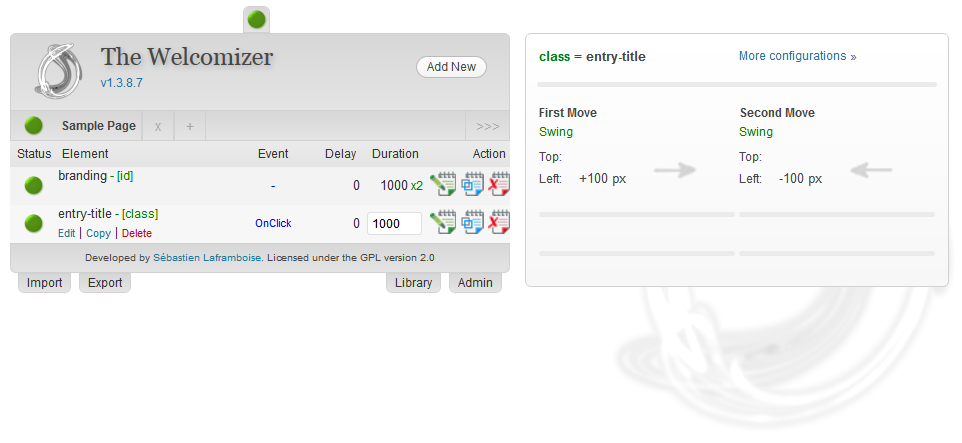 The Welcomizer
v1.3.8.7
Add New
Sample Page x + >>>
Status Element Event Delay Duration Action
branding - [id] - 0 1000 x2
entry-title - [class] OnClick 0 1000
Edit | Copy | Delete
Developed by Sébastien Laframboise. Licensed under the GPL version 2.0
Import Export Library Admin
class = entry-title More configurations »
First Move Second Move
Swing Swing
Top: Top:
Left: +100 px Left: -100 px